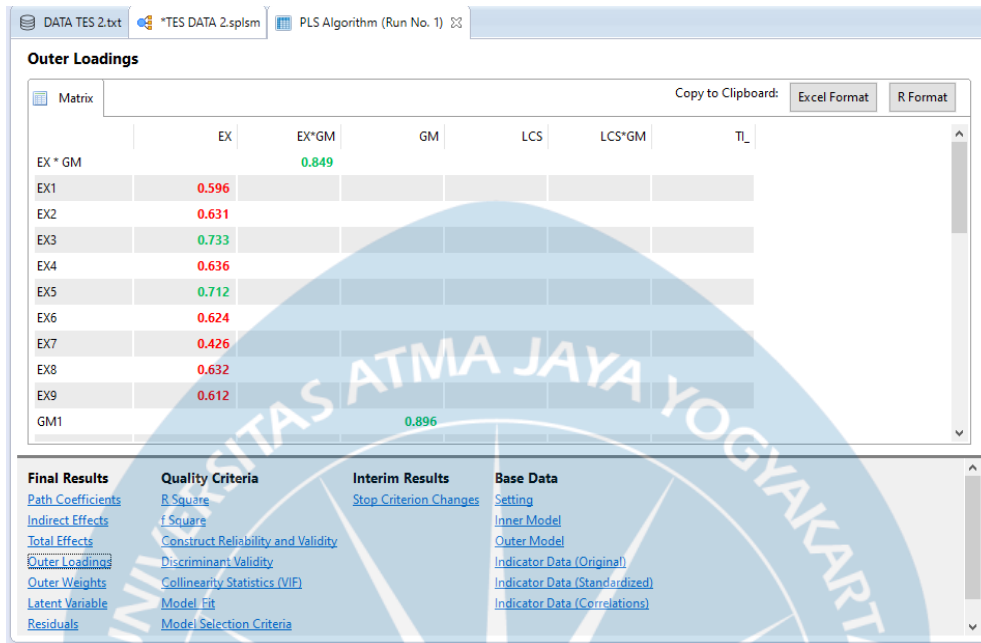 DATA TES 2.txt *TES DATA 2.splsm PLS Algorithm (Run No. 1)
Outer Loadings
Matrix Copy to Clipboard: Excel Format R Format
EX EX*GM GM LCS LCS*GM TI_
EX * GM 0.849
EX1 0.596
EX2 0.631
EX3 0.733
EX4 0.636
EX5 0.712
EX6 0.624
EX7 0.426
EX8 0.632
EX9 0.612
GM1 0.896
UNIVERSITAS ATMA JAYA YOGYAKARTA
Final Results Quality Criteria Interim Results Base Data
Path Coefficients R Square Stop Criterion Changes Setting
Indirect Effects f Square Inner Model
Total Effects Construct Reliability and Validity Outer Model
Outer Loadings Discriminant Validity Indicator Data (Original)
Outer Weights Collinearity Statistics (VIF) Indicator Data (Standardized)
Latent Variable Model_Fit Indicator Data (Correlations)
Residuals Model Selection Criteria